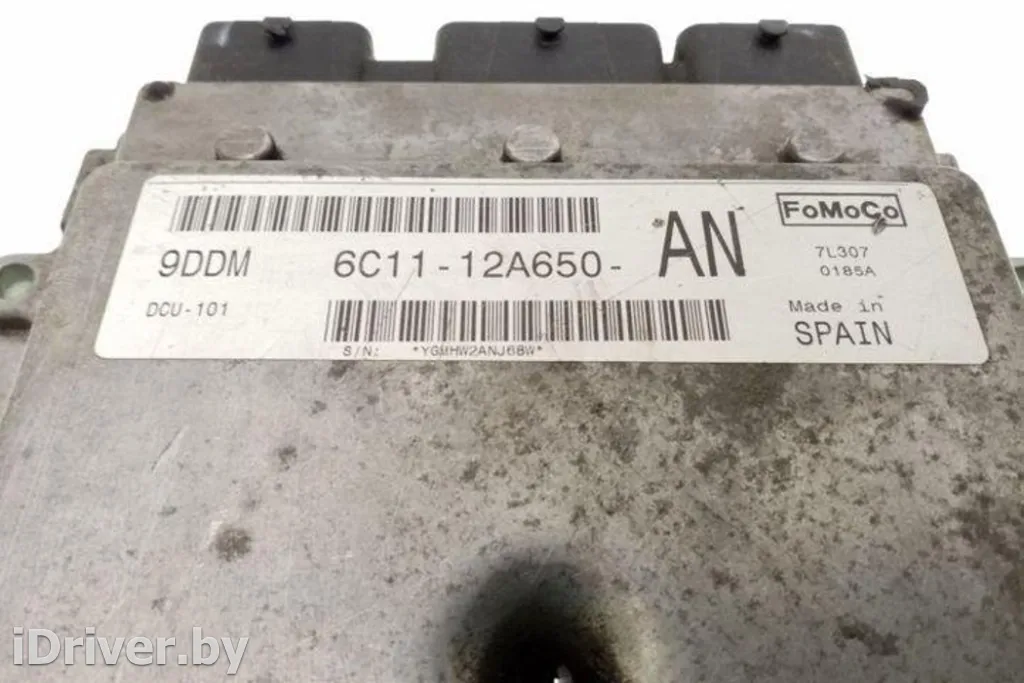 FoMoCo
9DDM 6C11-12A650- AN
7L307
0185A
DCU-101
Made in
SPAIN
S/N: *YGMHW2ANJ68W*
iDriver.by